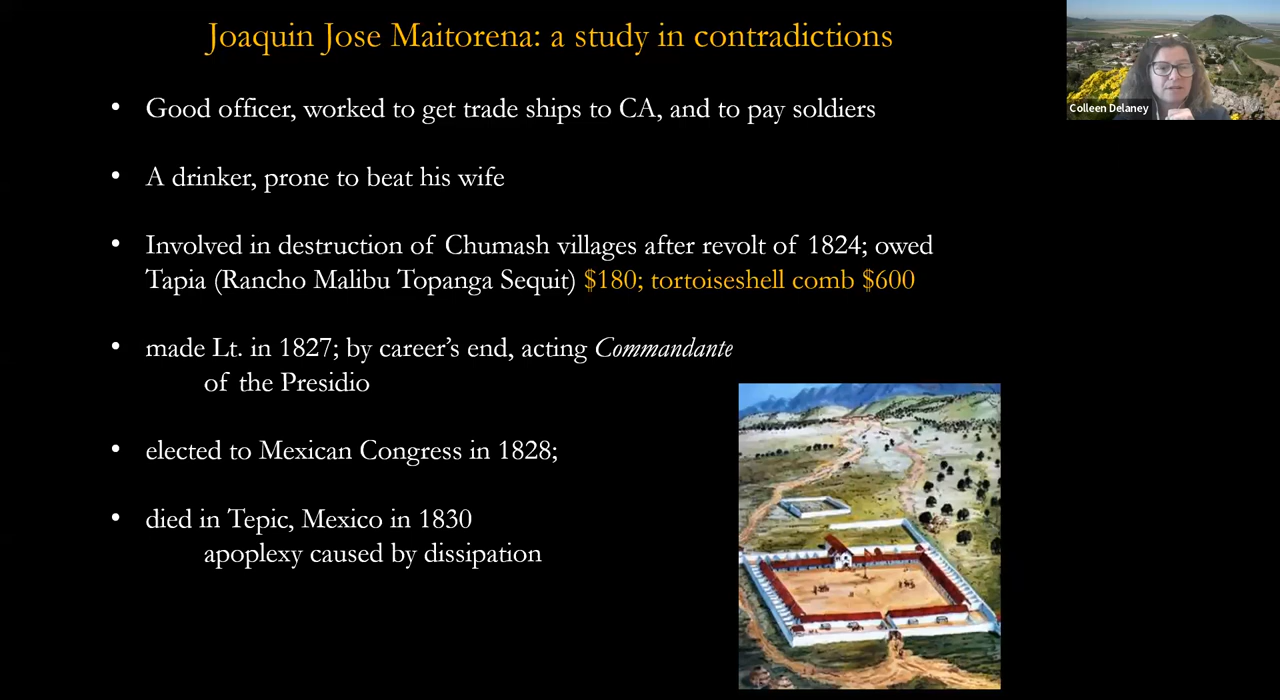 Joaquin Jose Maitorena: a study in contradictions
• Good officer, worked to get trade ships to CA, and to pay soldiers
• A drinker, prone to beat his wife
• Involved in destruction of Chumash villages after revolt of 1824; owed
Tapia (Rancho Malibu Topanga Sequit) $180; tortoiseshell comb $600
• made Lt. in 1827; by career’s end, acting Commandante
of the Presidio
• elected to Mexican Congress in 1828;
• died in Tepic, Mexico in 1830
apoplexy caused by dissipation
Colleen Delaney